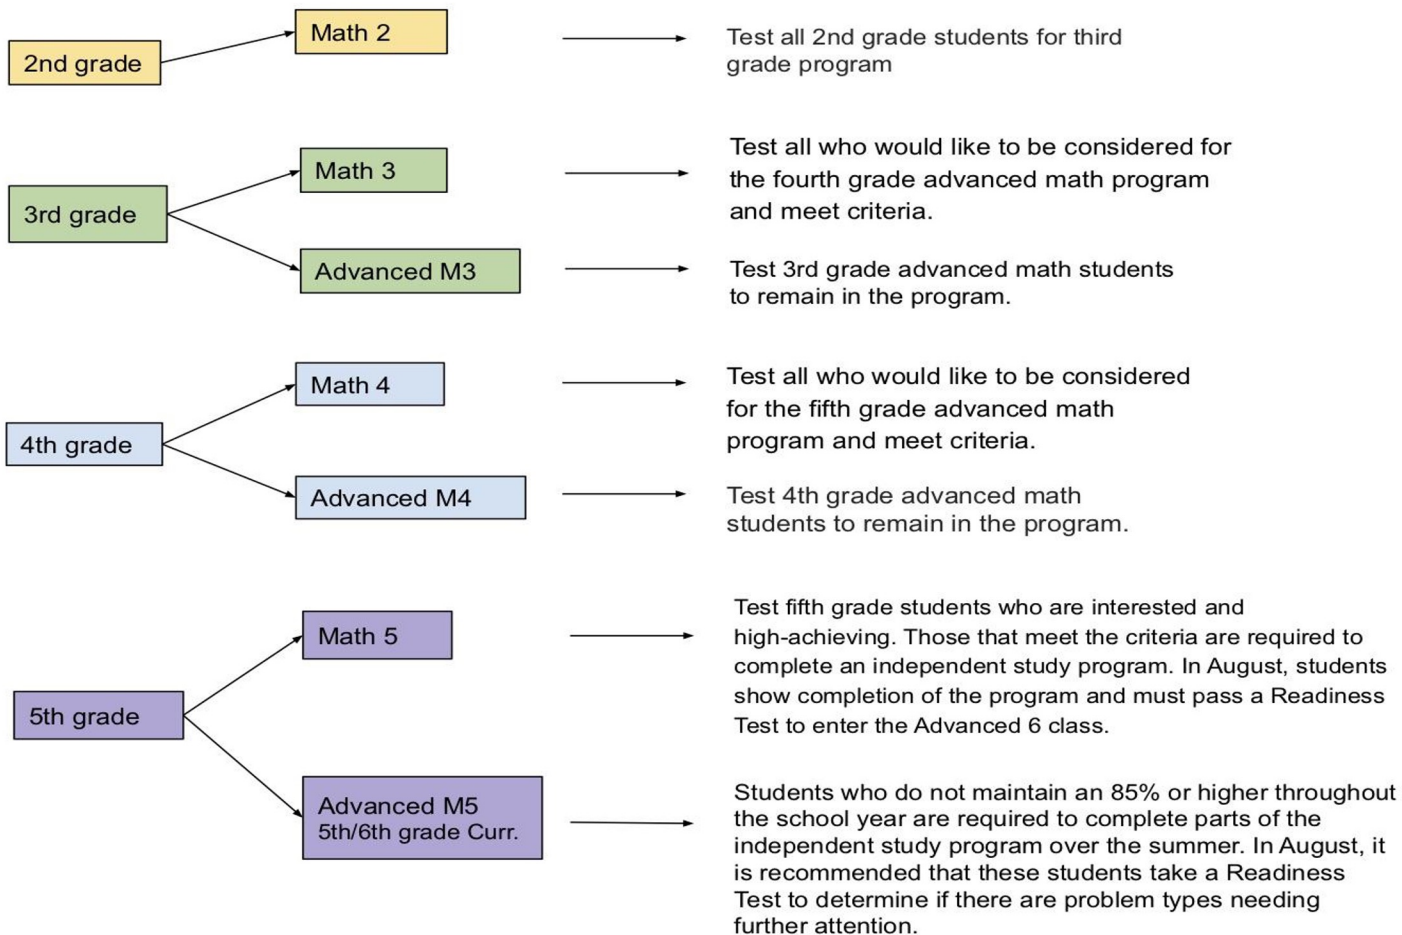 2nd grade
Math 2
Test all 2nd grade students for third
grade program
3rd grade
Math 3
Test all who would like to be considered for
the fourth grade advanced math program
and meet criteria.
Advanced M3
Test 3rd grade advanced math students
to remain in the program.
4th grade
Math 4
Test all who would like to be considered
for the fifth grade advanced math
program and meet criteria.
Advanced M4
Test 4th grade advanced math
students to remain in the program.
5th grade
Math 5
Test fifth grade students who are interested and
high-achieving. Those that meet the criteria are required to
complete an independent study program. In August, students
show completion of the program and must pass a Readiness
Test to enter the Advanced 6 class.
Advanced M5
5th/6th grade Curr.
Students who do not maintain an 85% or higher throughout
the school year are required to complete parts of the
independent study program over the summer. In August, it
is recommended that these students take a Readiness
Test to determine if there are problem types needing
further attention.